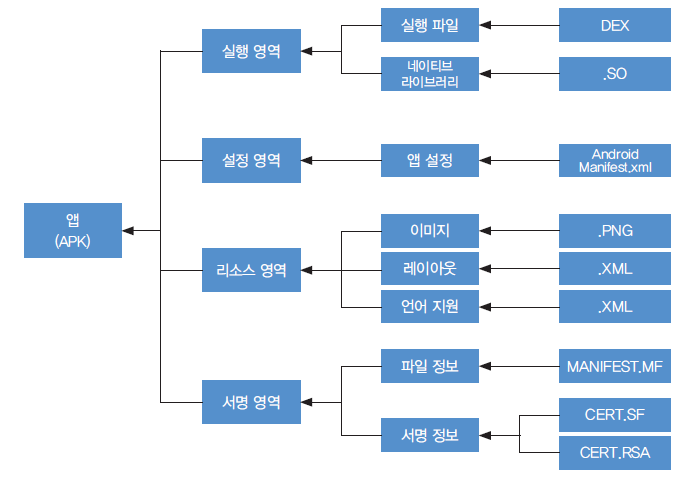 앱
(APK)
실행 영역
실행 파일
DEX
네이티브
라이브러리
.SO
설정 영역
앱 설정
Android
Manifest.xml
리소스 영역
이미지
.PNG
레이아웃
.XML
언어 지원
.XML
서명 영역
파일 정보
MANIFEST.MF
서명 정보
CERT.SF
CERT.RSA